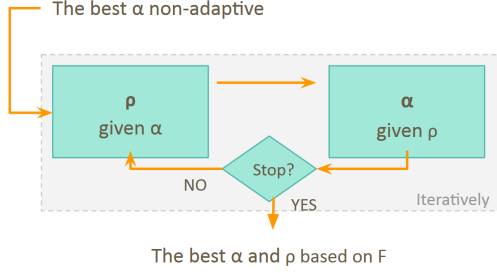 The best α non-adaptive
ρ
given α
α
given ρ
Stop?
NO
YES
Iteratively
The best α and ρ based on F